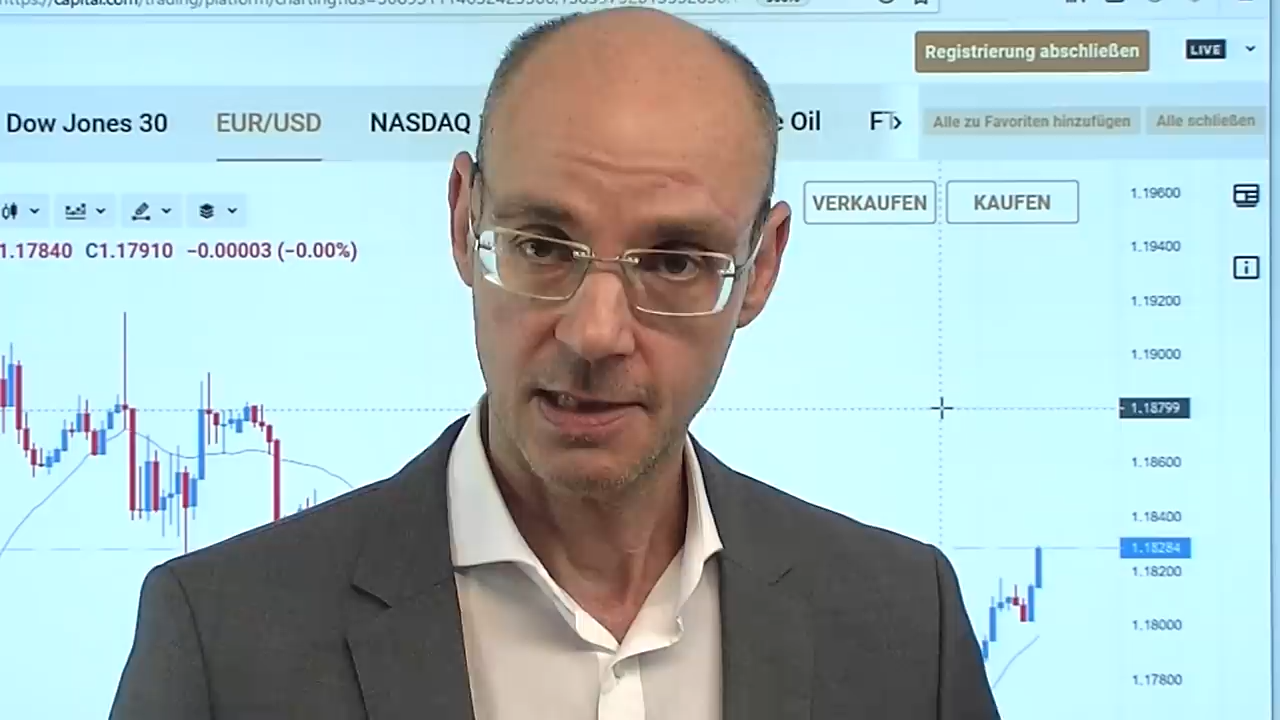 Registrierung abschließen
LIVE
Dow Jones 30
EUR/USD
NASDAQ
Oil
Alle zu Favoriten hinzufügen
Alle schließen
VERKAUFEN
KAUFEN
1.17840 C1.17910 −0.00003 (−0.00%)
1.19600
1.19400
1.19200
1.19000
1.18799
1.18600
1.18400
1.18284
1.18200
1.18000
1.17800